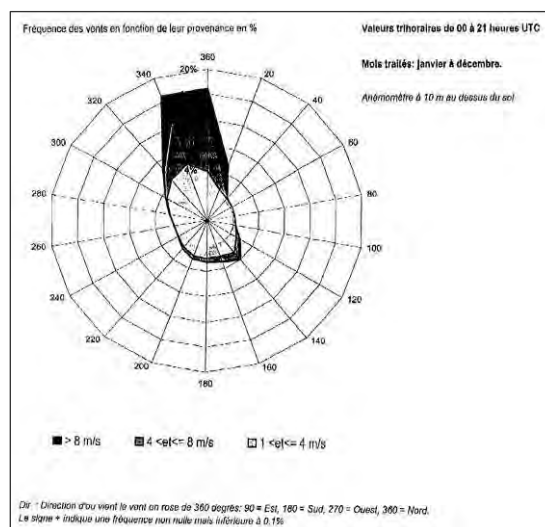 Fréquence des vents en fonction de leur provenance en %
Valeurs trihoraires de 00 à 21 heures UTC
Mois traités: janvier à décembre.
Anémomètre à 10 m au dessus du sol
360
20%
340
20
320
40
300
60
4%
280
80
260
100
240
120
220
140
200
160
180
> 8 m/s
4 <et<= 8 m/s
1 <et<= 4 m/s
Dir : Direction d'ou vient le vent en rose de 360 degrés: 90 = Est, 180 = Sud, 270 = Ouest, 360 = Nord.
Le signe + indique une fréquence non nulle mais inférieure à 0,1%